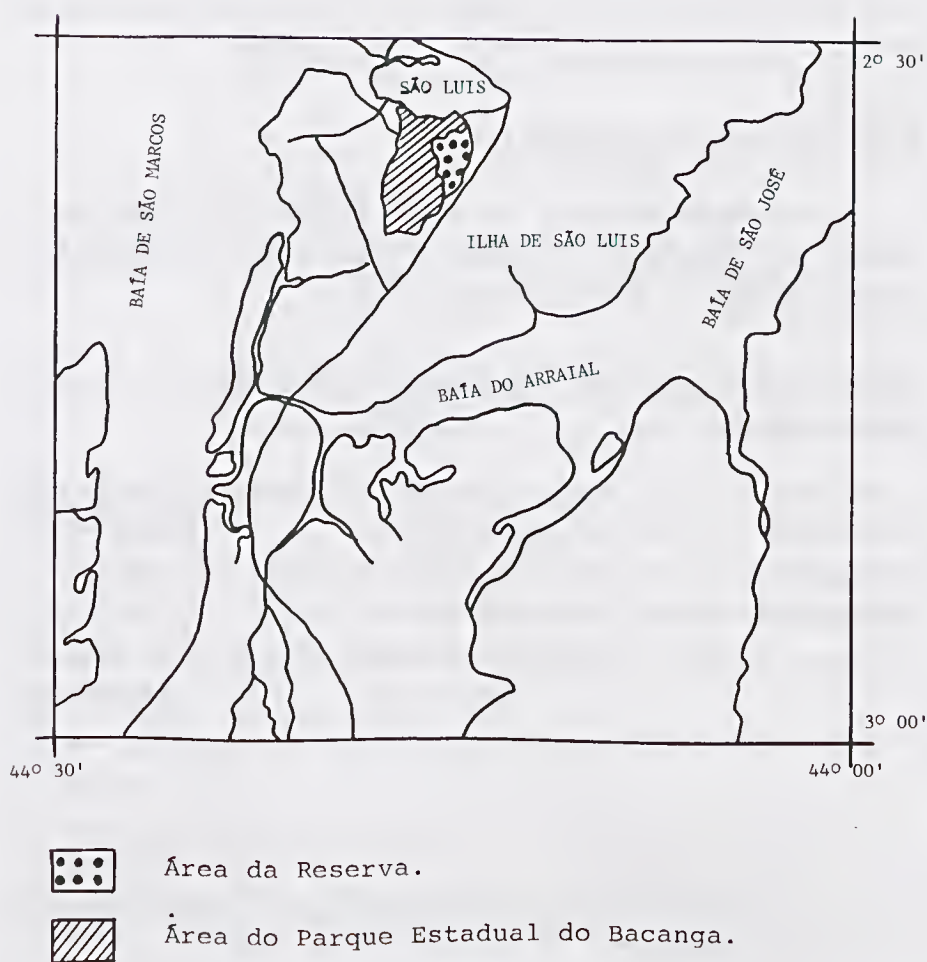 2º 30'
SÃO LUIS
BAÍA DE SÃO MARCOS
ILHA DE SÃO LUIS
BAÍA DE SÃO JOSÉ
BAÍA DO ARRAIAL
3º 00'
44º 30'
44º 00'
Área da Reserva.
Área do Parque Estadual do Bacanga.